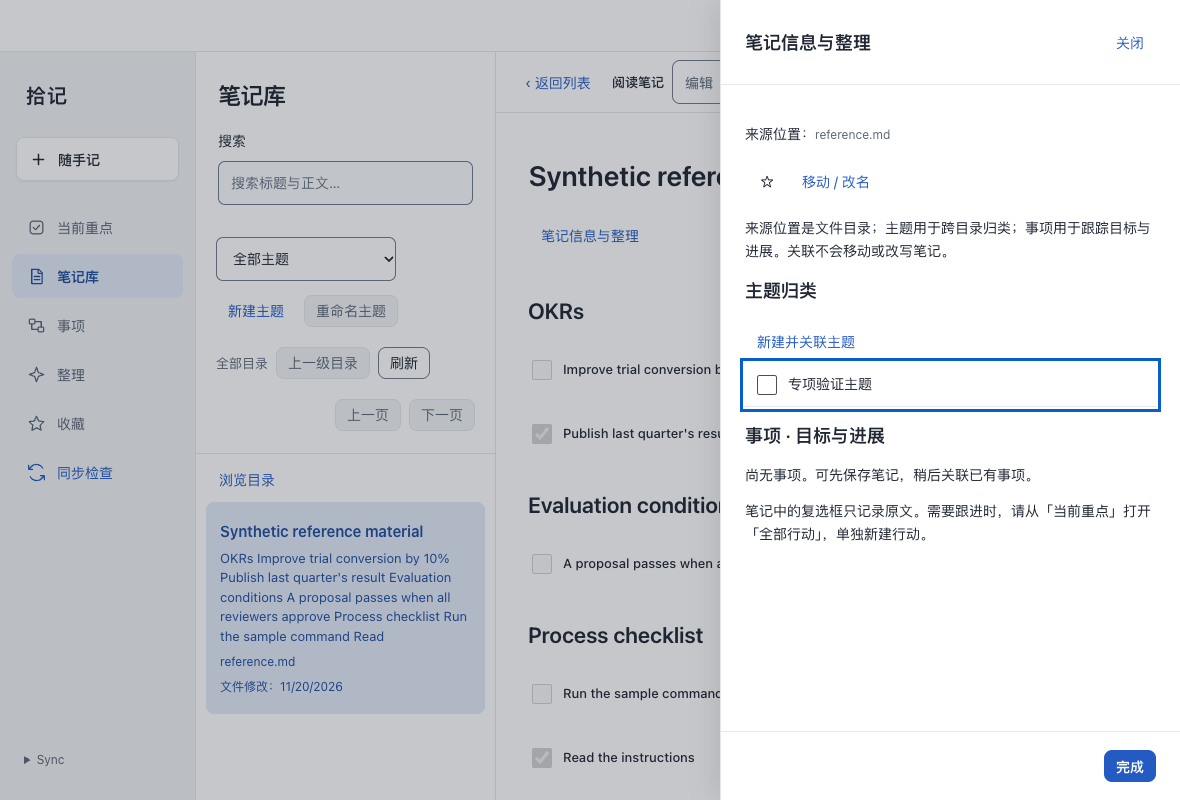 拾记
+ 随手记
当前重点
笔记库
事项
整理
收藏
同步检查
▶ Sync
笔记库
搜索
搜索标题与正文...
全部主题
新建主题
重命名主题
全部目录
上一级目录
刷新
上一页
下一页
浏览目录
Synthetic reference material
OKRs Improve trial conversion by 10%
Publish last quarter's result Evaluation
conditions A proposal passes when all
reviewers approve Process checklist Run
the sample command Read
reference.md
文件修改：11/20/2026
‹ 返回列表
阅读笔记
编辑
Synthetic refere
笔记信息与整理
OKRs
Improve trial conversion b
Publish last quarter's resu
Evaluation condition
A proposal passes when a
Process checklist
Run the sample command
Read the instructions
笔记信息与整理
关闭
来源位置：reference.md
移动 / 改名
来源位置是文件目录；主题用于跨目录归类；事项用于跟踪目标与
进展。关联不会移动或改写笔记。
主题归类
新建并关联主题
专项验证主题
事项 · 目标与进展
尚无事项。可先保存笔记，稍后关联已有事项。
笔记中的复选框只记录原文。需要跟进时，请从「当前重点」打开
「全部行动」，单独新建行动。
完成